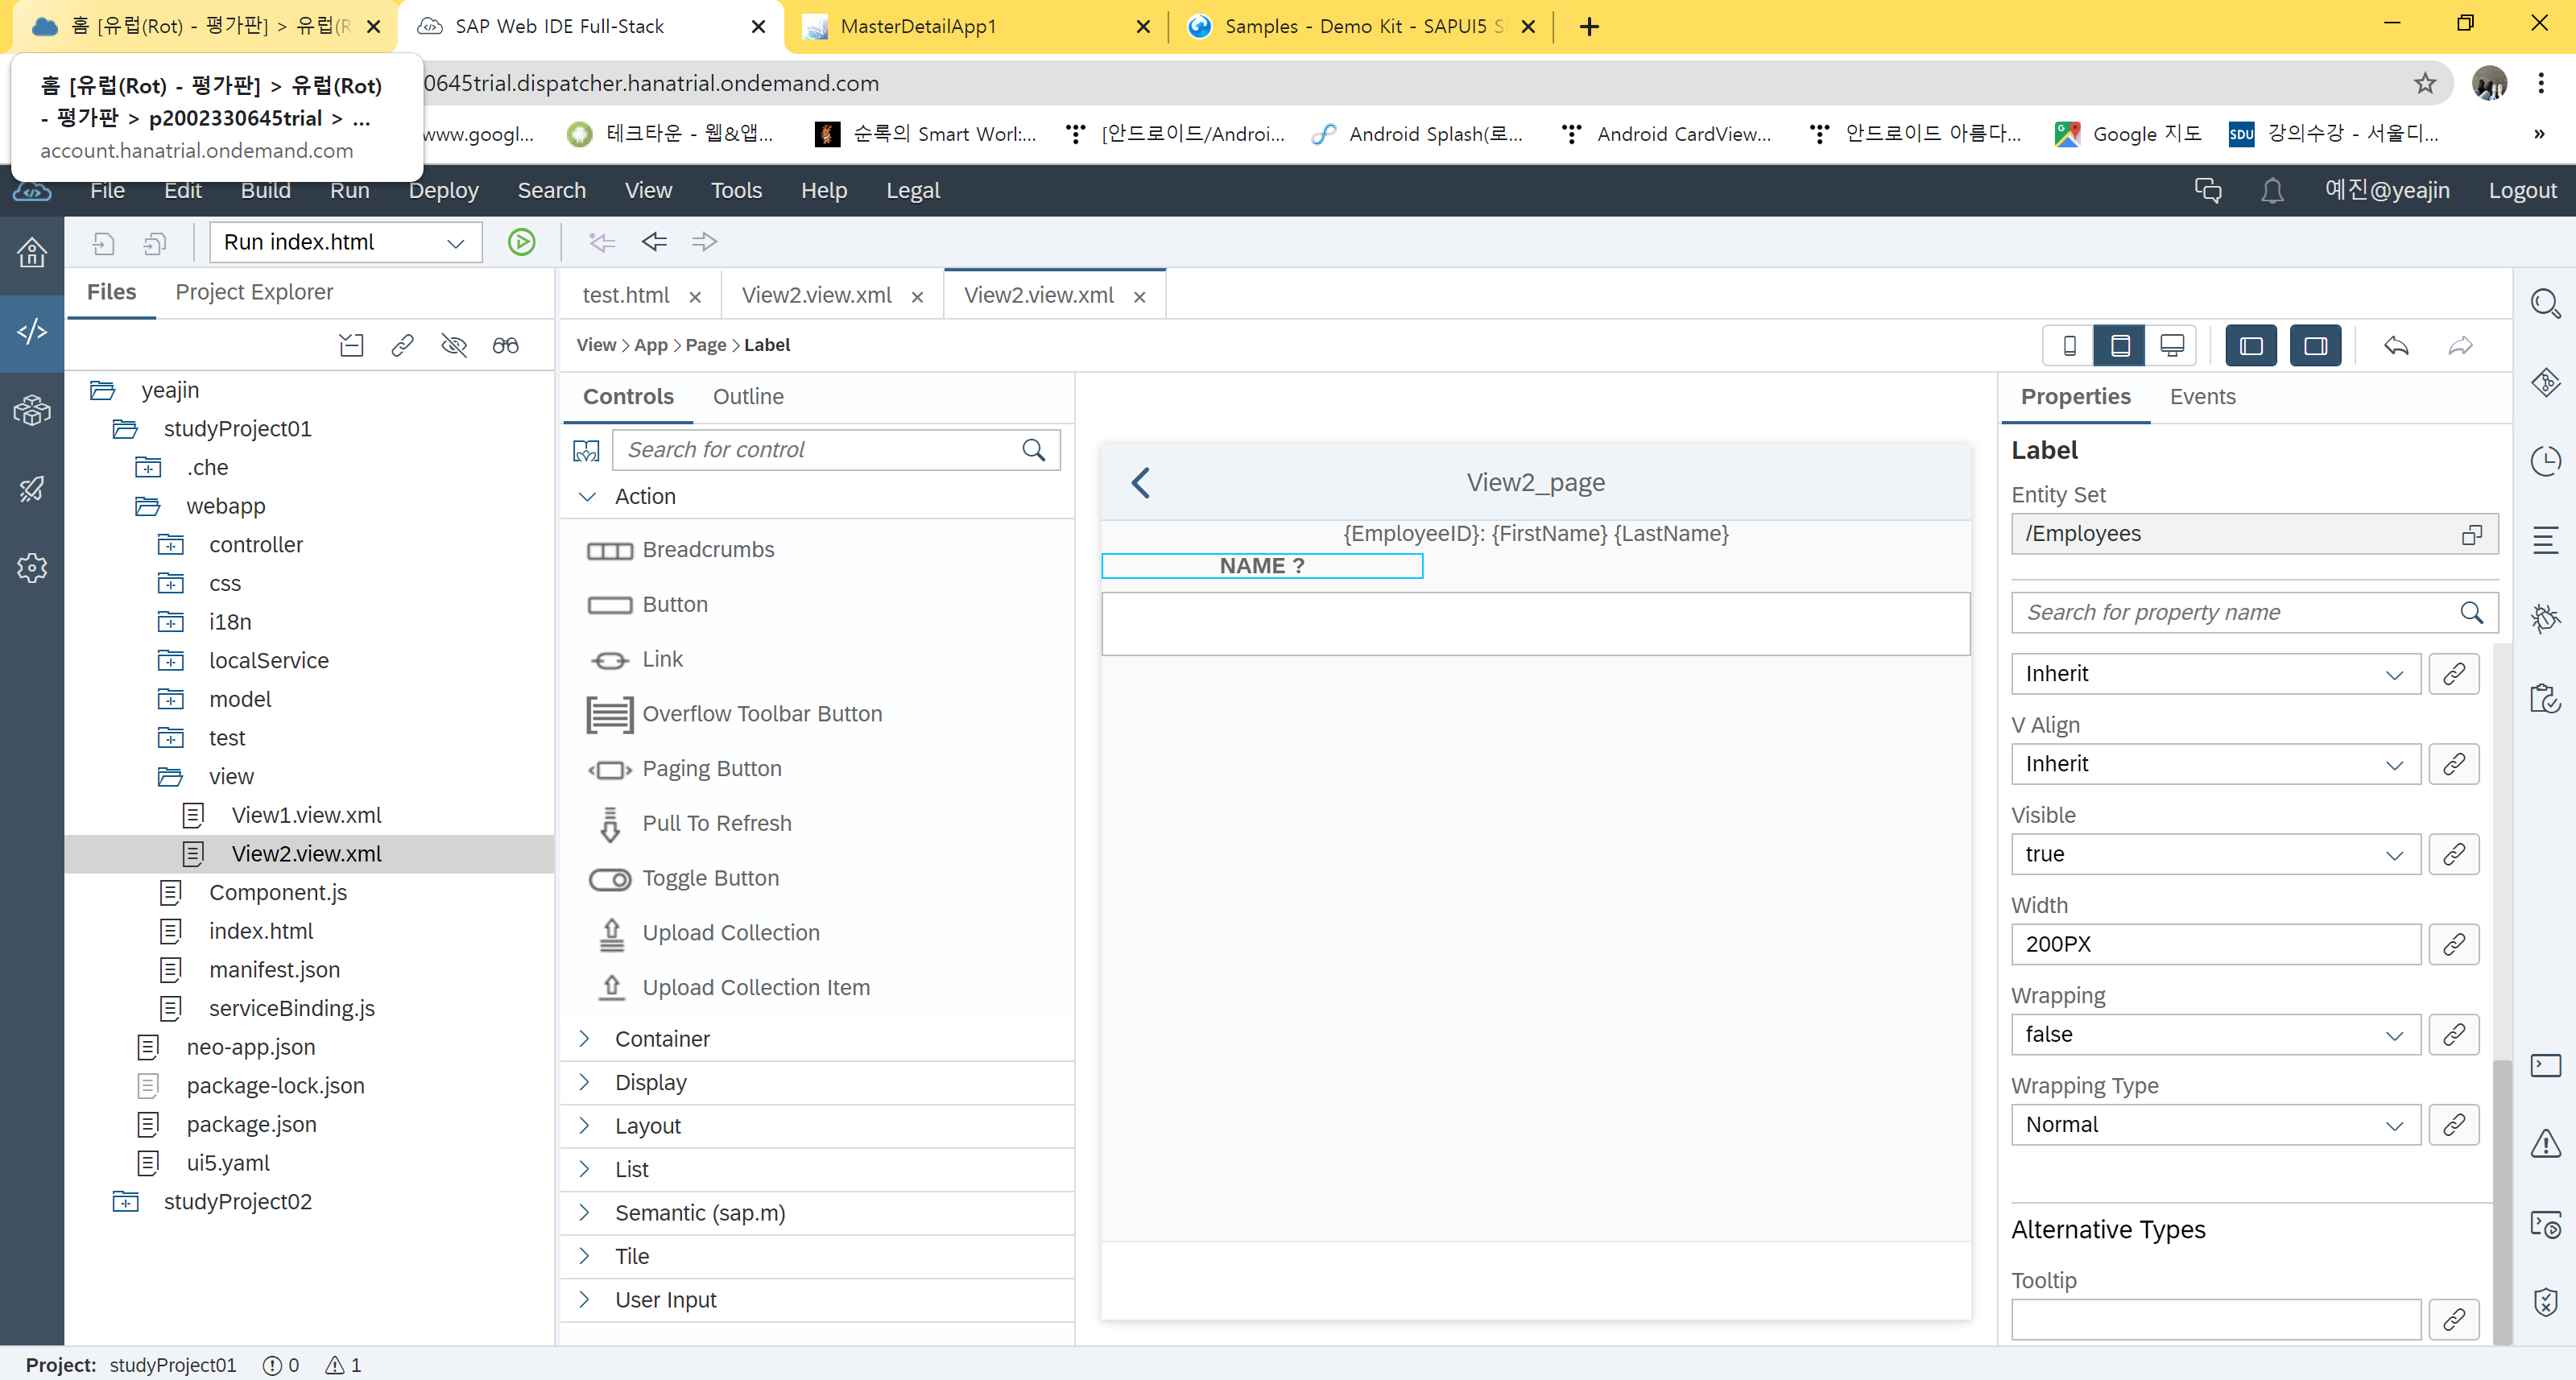 홈 [유럽(Rot) - 평가판] > 유럽(R
SAP Web IDE Full-Stack
MasterDetailApp1
Samples - Demo Kit - SAPUI5 S
홈 [유럽(Rot) - 평가판] > 유럽(Rot)
- 평가판 > p2002330645trial > ...
account.hanatrial.ondemand.com
0645trial.dispatcher.hanatrial.ondemand.com
www.googl...
테크타운 - 웹&앱...
순록의 Smart Worl:...
[안드로이드/Androi...
Android Splash(로...
Android CardView...
안드로이드 아름다...
Google 지도
SDU
강의수강 - 서울디...
»
File
Edit
Build
Run
Deploy
Search
View
Tools
Help
Legal
예진@yeajin
Logout
Run index.html
Files
Project Explorer
test.html
View2.view.xml
View2.view.xml
View > App > Page > Label
yeajin
studyProject01
.che
webapp
controller
css
i18n
localService
model
test
view
View1.view.xml
View2.view.xml
Component.js
index.html
manifest.json
serviceBinding.js
neo-app.json
package-lock.json
package.json
ui5.yaml
studyProject02
Controls
Outline
Search for control
Action
Breadcrumbs
Button
Link
Overflow Toolbar Button
Paging Button
Pull To Refresh
Toggle Button
Upload Collection
Upload Collection Item
Container
Display
Layout
List
Semantic (sap.m)
Tile
User Input
View2_page
{EmployeeID}: {FirstName} {LastName}
NAME ?
Properties
Events
Label
Entity Set
/Employees
Search for property name
Inherit
V Align
Inherit
Visible
true
Width
200PX
Wrapping
false
Wrapping Type
Normal
Alternative Types
Tooltip
Project: studyProject01
0
1